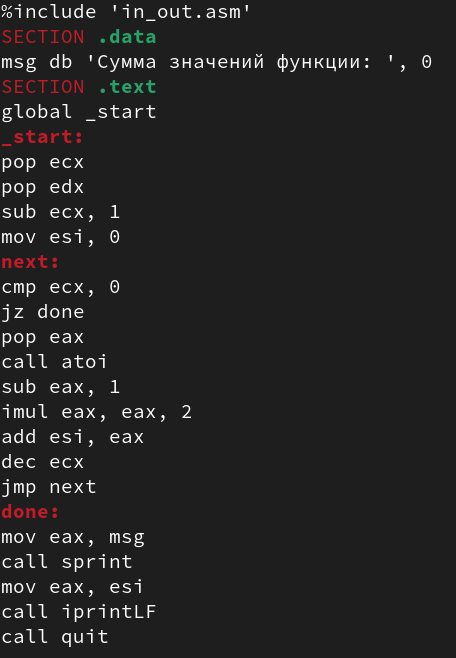 %include 'in_out.asm'
SECTION .data
msg db 'Сумма значений функции: ', 0
SECTION .text
global _start
_start:
pop ecx
pop edx
sub ecx, 1
mov esi, 0
next:
cmp ecx, 0
jz done
pop eax
call atoi
sub eax, 1
imul eax, eax, 2
add esi, eax
dec ecx
jmp next
done:
mov eax, msg
call sprint
mov eax, esi
call iprintLF
call quit